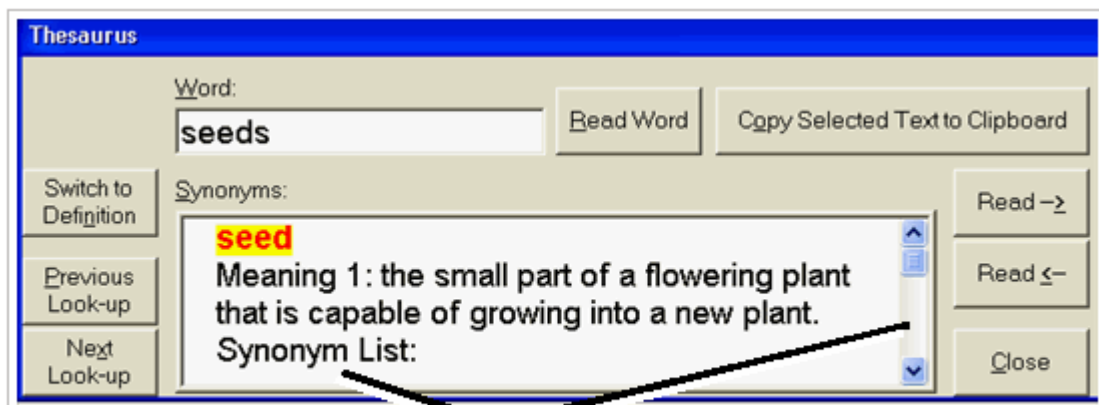 Thesaurus
Word:
seeds
Read Word
Copy Selected Text to Clipboard
Switch to
Definition
Synonyms:
Read –>
seed
Meaning 1: the small part of a flowering plant
that is capable of growing into a new plant.
Synonym List:
Previous
Look-up
Read <–
Next
Look-up
Close